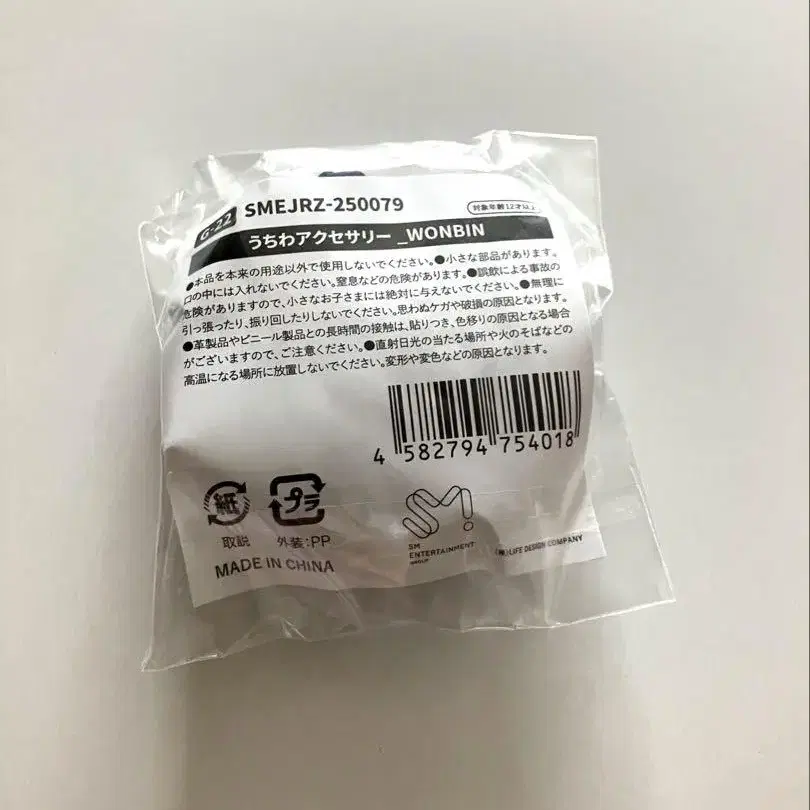 G-22 SMEJRZ-250079 対象年齢12才以上
うちわアクセサリー _WONBIN
●本品を本来の用途以外で使用しないでください。●小さな部品があります。
口の中には入れないでください。窒息などの危険があります。●誤飲による事故の
危険がありますので、小さなお子さまには絶対に与えないでください。●無理に
引っ張ったり、振り回したりしないでください。思わぬケガや破損の原因となります。
●革製品やビニール製品との長時間の接触は、貼りつき、色移りの原因となる場合
がございますので、ご注意ください。●直射日光の当たる場所や火のそばなどの
高温になる場所に放置しないでください。変形や変色などの原因となります。
4 582794 754018
紙 プラ
取説 外装:PP
MADE IN CHINA
SM
SM
ENTERTAINMENT
GROUP
(株)LIFE DESIGN COMPANY